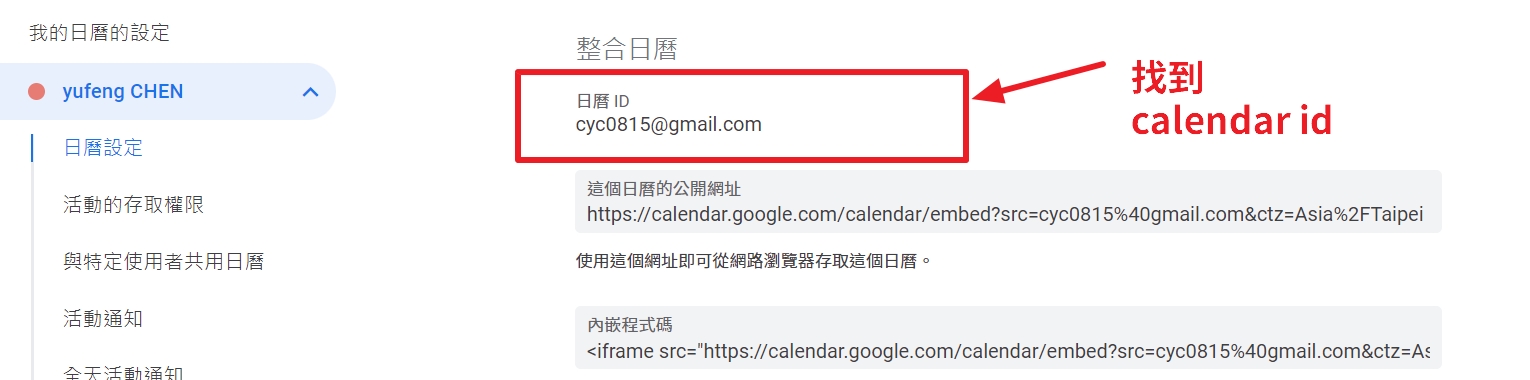 我的日曆的設定
yufeng CHEN
日曆設定
活動的存取權限
與特定使用者共用日曆
活動通知
全天活動通知
整合日曆
日曆 ID
cyc0815@gmail.com
找到
calendar id
這個日曆的公開網址
https://calendar.google.com/calendar/embed?src=cyc0815%40gmail.com&ctz=Asia%2FTaipei
使用這個網址即可從網路瀏覽器存取這個日曆。
內嵌程式碼
<iframe src="https://calendar.google.com/calendar/embed?src=cyc0815%40gmail.com&ctz=As